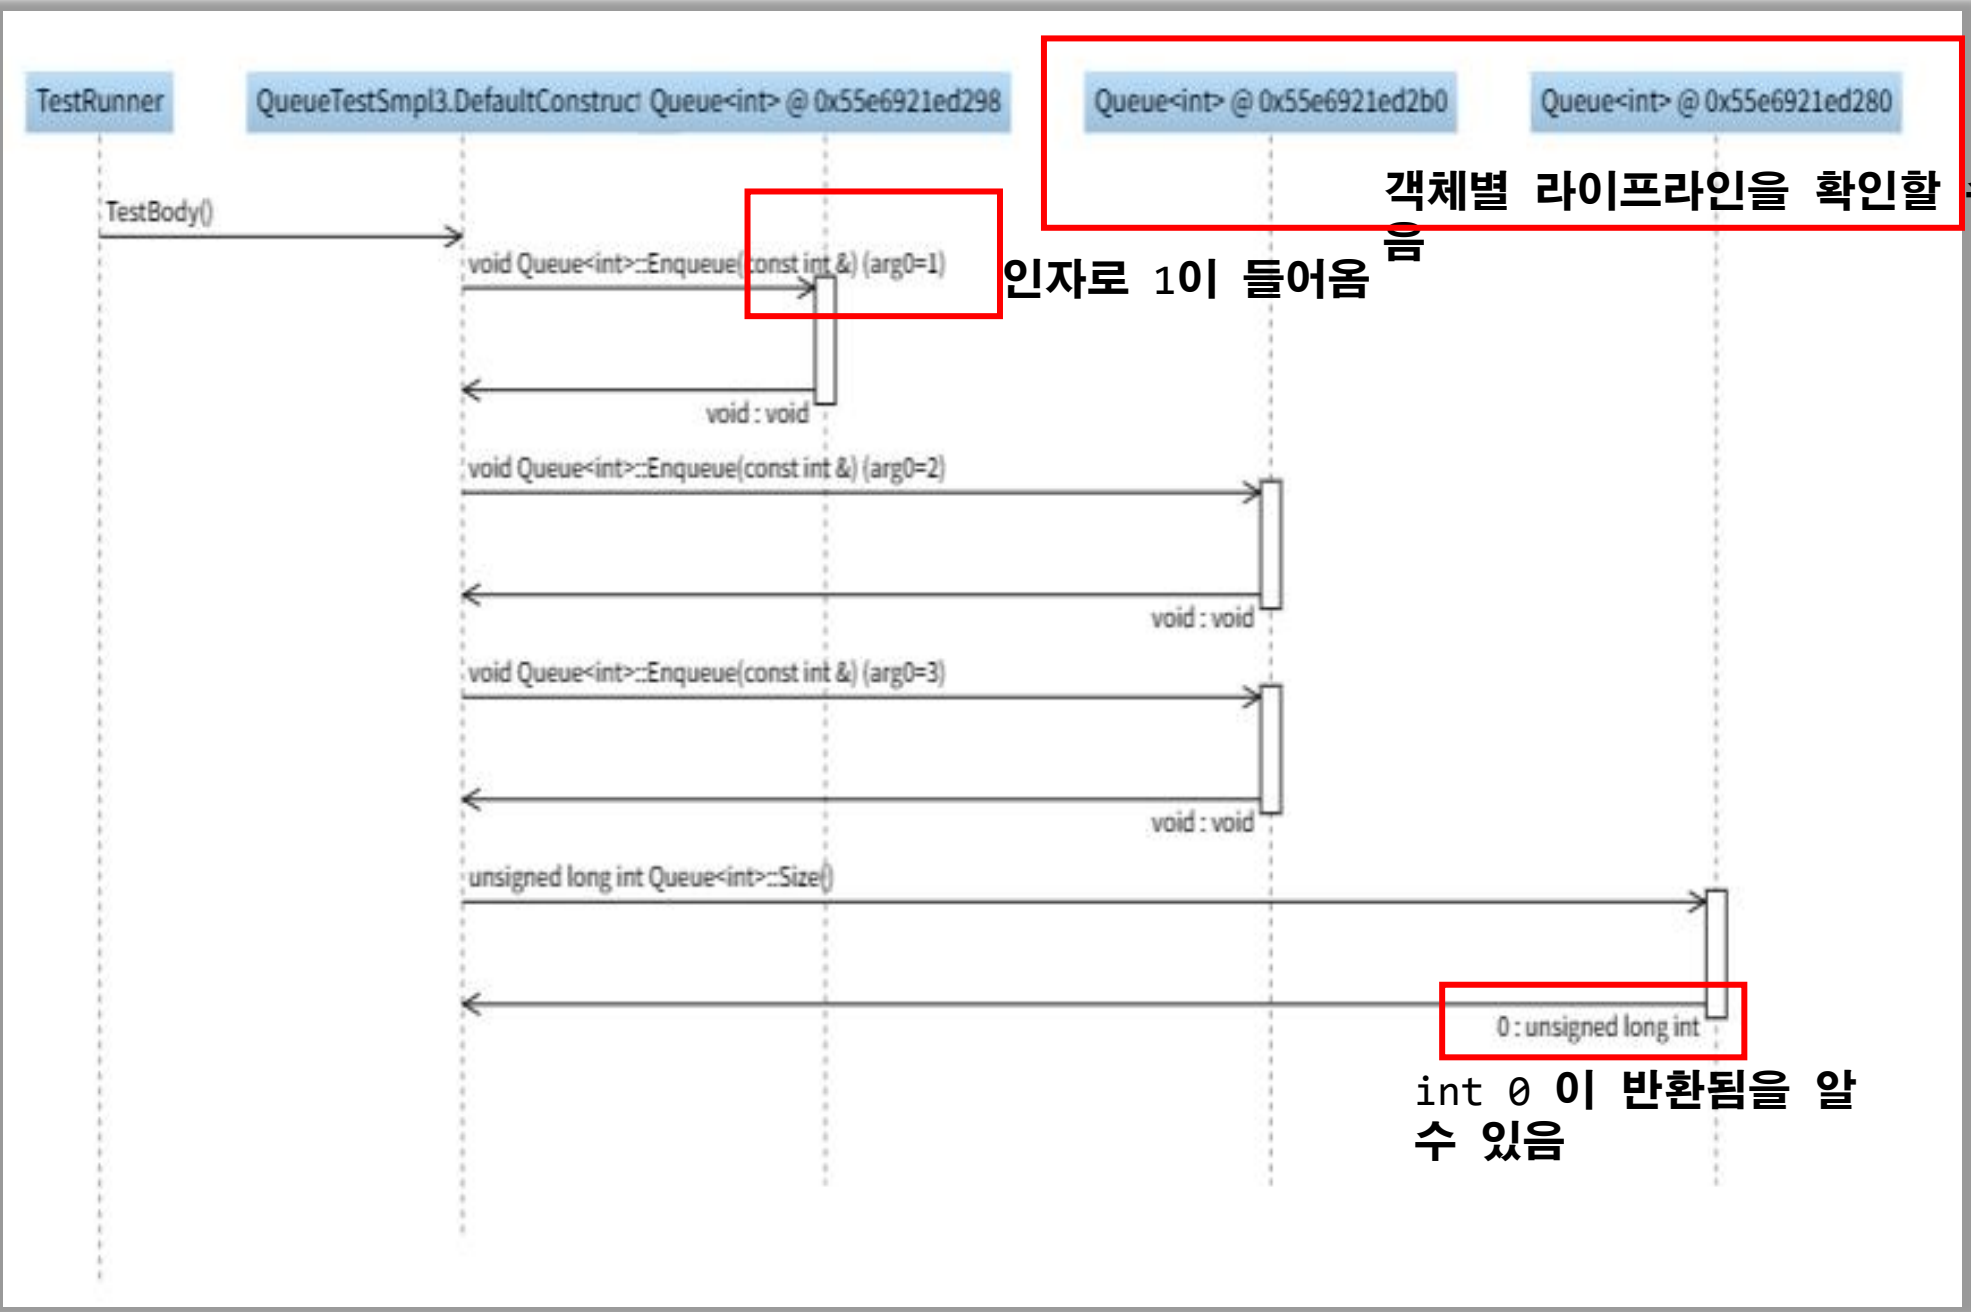 TestRunner
QueueTestSmpl3.DefaultConstruct
Queue<int> @ 0x55e6921ed298
Queue<int> @ 0x55e6921ed2b0
Queue<int> @ 0x55e6921ed280
객체별 라이프라인을 확인할
음
TestBody()
void Queue<int>::Enqueue(const int &) (arg0=1)
인자로 1이 들어옴
void : void
void Queue<int>::Enqueue(const int &) (arg0=2)
void : void
void Queue<int>::Enqueue(const int &) (arg0=3)
void : void
unsigned long int Queue<int>::Size()
0 : unsigned long int
int 0 이 반환됨을 알
수 있음